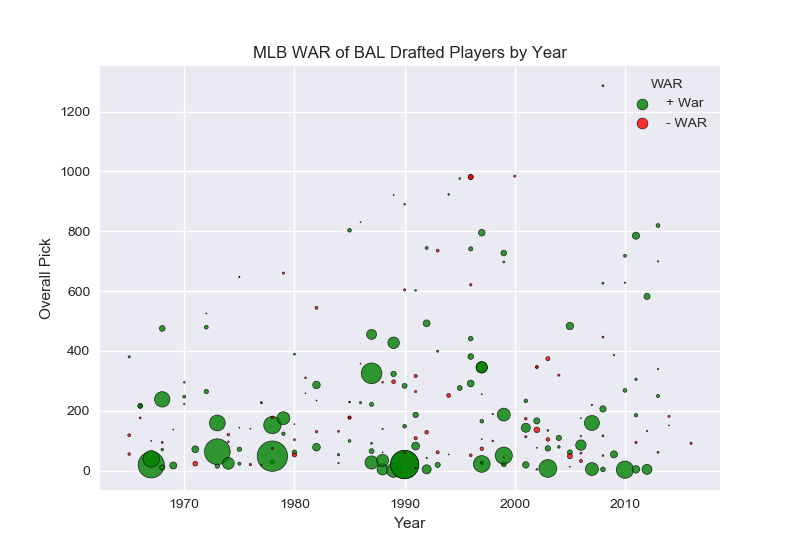 MLB WAR of BAL Drafted Players by Year
WAR
+ War
- WAR
Overall Pick
1200
1000
800
600
400
200
0
1970
1980
1990
2000
2010
Year